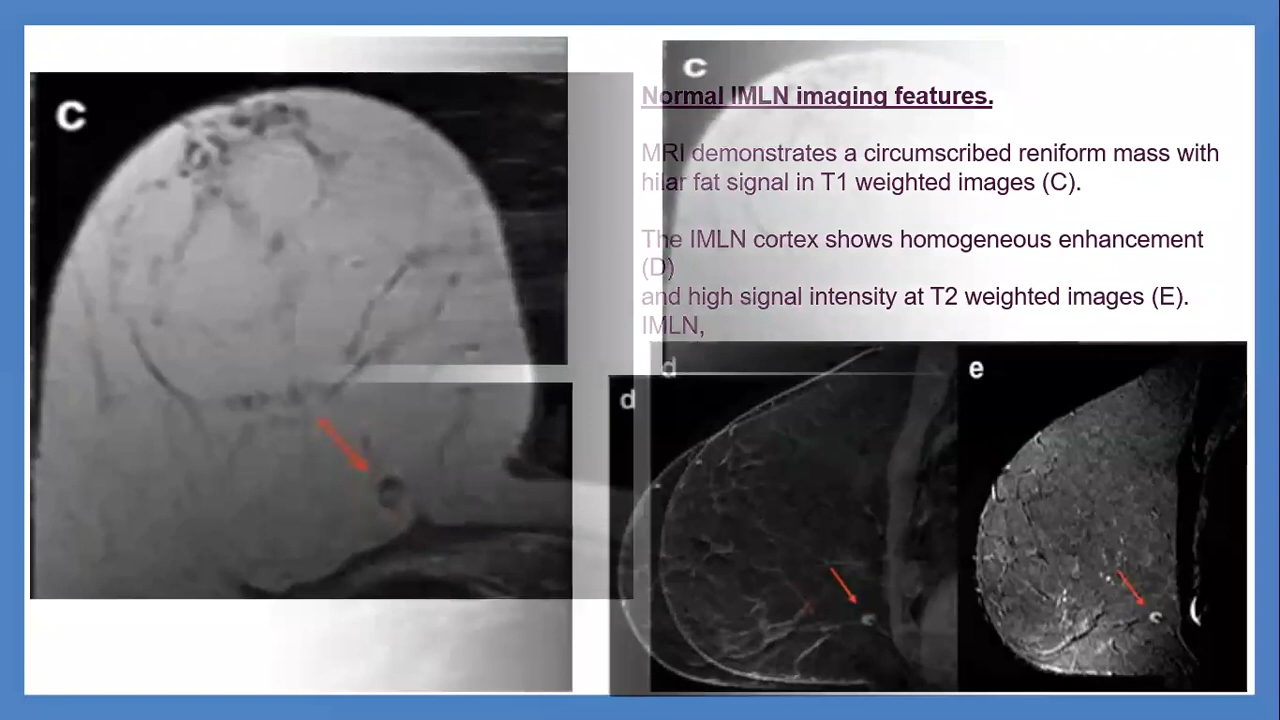 C
c
Normal IMLN imaging features.
MRI demonstrates a circumscribed reniform mass with
hilar fat signal in T1 weighted images (C).
The IMLN cortex shows homogeneous enhancement
(D)
and high signal intensity at T2 weighted images (E).
IMLN,
d
d
e